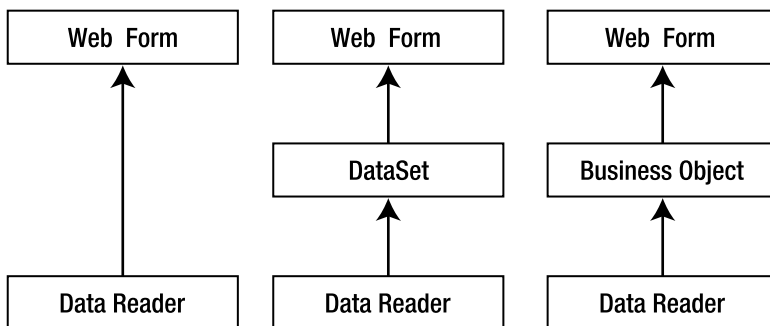 Web Form
Web Form
Web Form
DataSet
Business Object
Data Reader
Data Reader
Data Reader